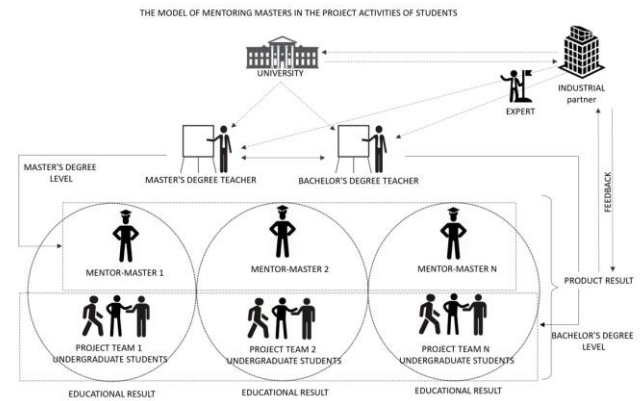 THE MODEL OF MENTORING MASTERS IN THE PROJECT ACTIVITIES OF STUDENTS
UNIVERSITY
INDUSTRIAL
partner
EXPERT
MASTER'S DEGREE
LEVEL
MASTER'S DEGREE TEACHER
BACHELOR'S DEGREE TEACHER
FEEDBACK
MENTOR-MASTER 1
MENTOR-MASTER 2
MENTOR-MASTER N
PRODUCT RESULT
PROJECT TEAM 1
UNDERGRADUATE STUDENTS
PROJECT TEAM 2
UNDERGRADUATE STUDENTS
PROJECT TEAM N
UNDERGRADUATE STUDENTS
BACHELOR'S DEGREE
LEVEL
EDUCATIONAL RESULT
EDUCATIONAL RESULT
EDUCATIONAL RESULT